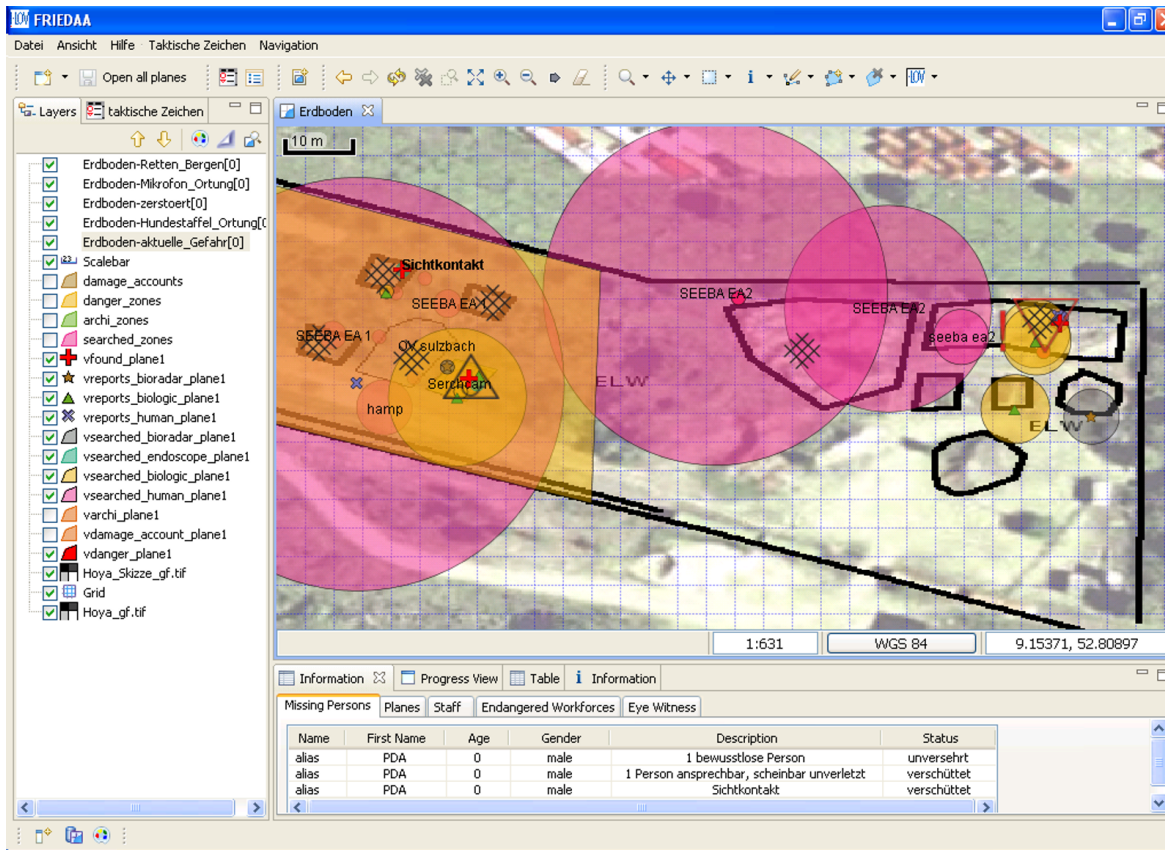 FLOV FRIEDAA
Datei Ansicht Hilfe Taktische Zeichen Navigation
Open all planes
Layers taktische Zeichen
Erdboden
10 m
Erdboden-Retten_Bergen[0]
Erdboden-Mikrofon_Ortung[0]
Erdboden-zerstoert[0]
Erdboden-Hundestaffel_Ortung[0
Erdboden-aktuelle_Gefahr[0]
Scalebar
damage_accounts
danger_zones
archi_zones
searched_zones
vfound_plane1
vreports_bioradar_plane1
vreports_biologic_plane1
vreports_human_plane1
vsearched_bioradar_plane1
vsearched_endoscope_plane1
vsearched_biologic_plane1
vsearched_human_plane1
varchi_plane1
vdamage_account_plane1
vdanger_plane1
Hoya_Skizze_gf.tif
Grid
Hoya_gf.tif
Sichtkontakt
SEEBA EA 1
SEEBA EA2
SEEBA EA2
SEEBA EA 1
seeba ea2
OV sulzbach
Serchcam
ELW
hamp
ELW
1:631 WGS 84 9.15371, 52.80897
Information Progress View Table i Information
Missing Persons Planes Staff Endangered Workforces Eye Witness
Name First Name Age Gender Description Status
alias PDA 0 male 1 bewusstlose Person unversehrt
alias PDA 0 male 1 Person ansprechbar, scheinbar unverletzt verschüttet
alias PDA 0 male Sichtkontakt verschüttet